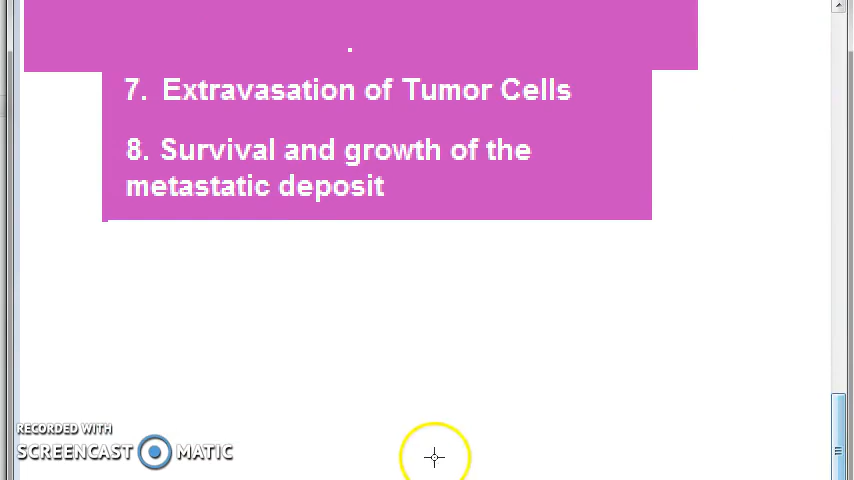 .
7. Extravasation of Tumor Cells
8. Survival and growth of the
metastatic deposit
RECORDED WITH
SCREENCAST MATIC